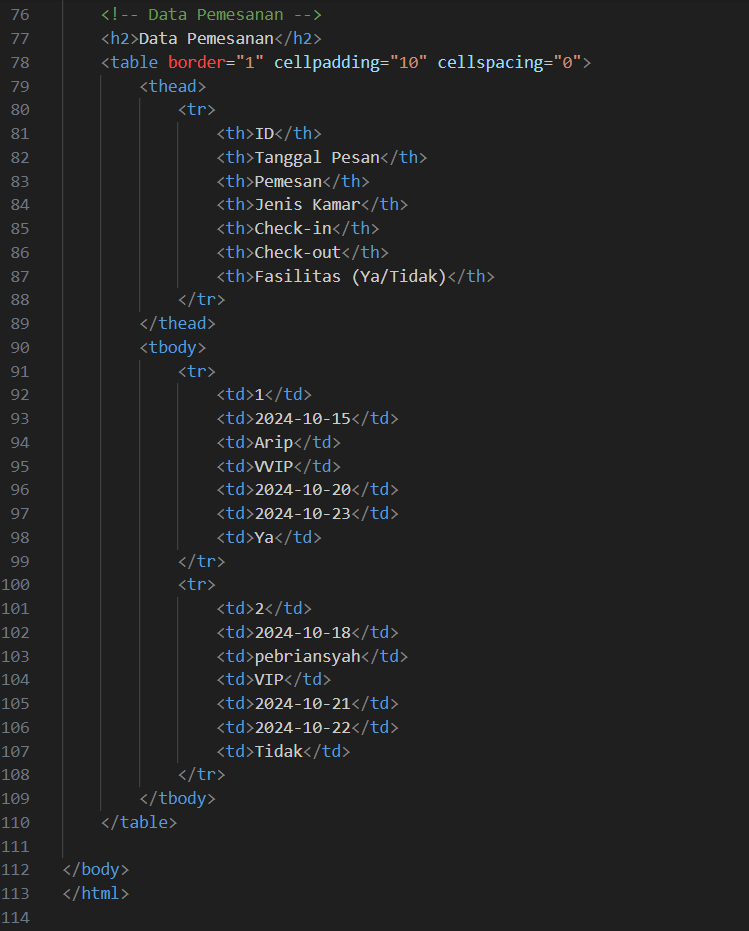 76 <!-- Data Pemesanan -->
77 <h2>Data Pemesanan</h2>
78 <table border="1" cellpadding="10" cellspacing="0">
79 <thead>
80 <tr>
81 <th>ID</th>
82 <th>Tanggal Pesan</th>
83 <th>Pemesan</th>
84 <th>Jenis Kamar</th>
85 <th>Check-in</th>
86 <th>Check-out</th>
87 <th>Fasilitas (Ya/Tidak)</th>
88 </tr>
89 </thead>
90 <tbody>
91 <tr>
92 <td>1</td>
93 <td>2024-10-15</td>
94 <td>Arip</td>
95 <td>VVIP</td>
96 <td>2024-10-20</td>
97 <td>2024-10-23</td>
98 <td>Ya</td>
99 </tr>
100 <tr>
101 <td>2</td>
102 <td>2024-10-18</td>
103 <td>pebriansyah</td>
104 <td>VIP</td>
105 <td>2024-10-21</td>
106 <td>2024-10-22</td>
107 <td>Tidak</td>
108 </tr>
109 </tbody>
110 </table>
111
112 </body>
113 </html>
114